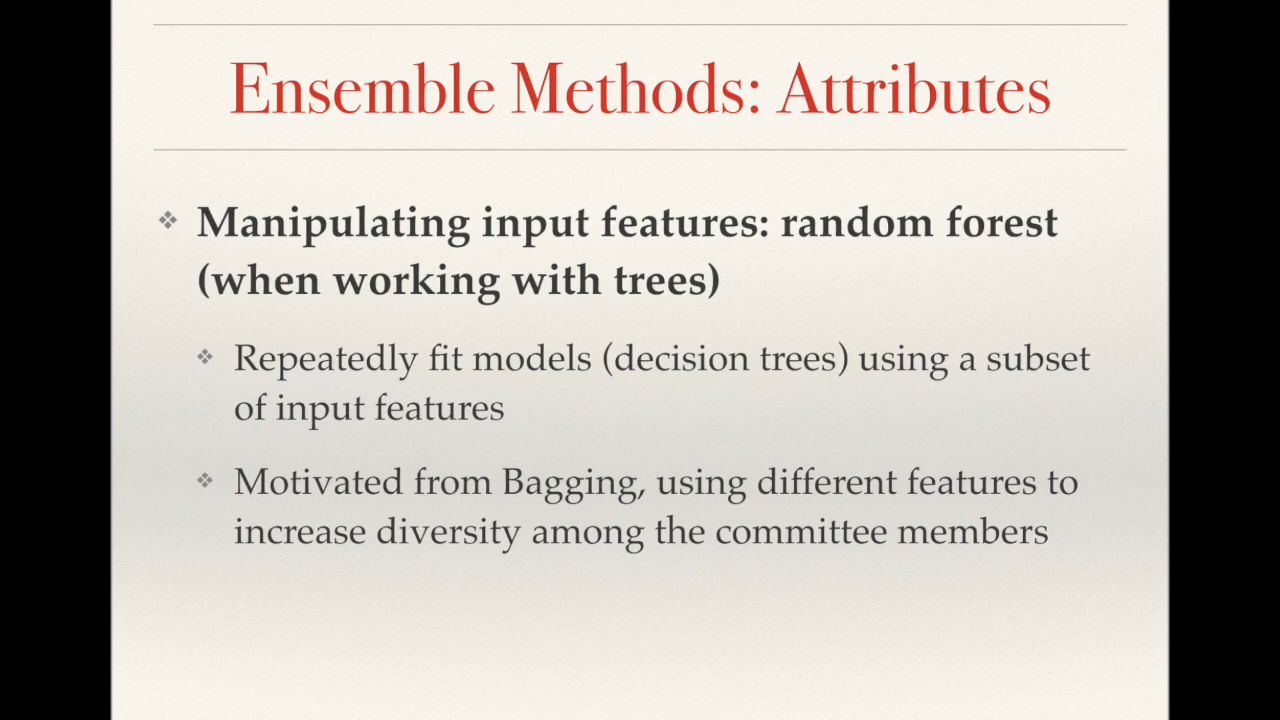 Ensemble Methods: Attributes
Manipulating input features: random forest
(when working with trees)
Repeatedly fit models (decision trees) using a subset
of input features
Motivated from Bagging, using different features to
increase diversity among the committee members